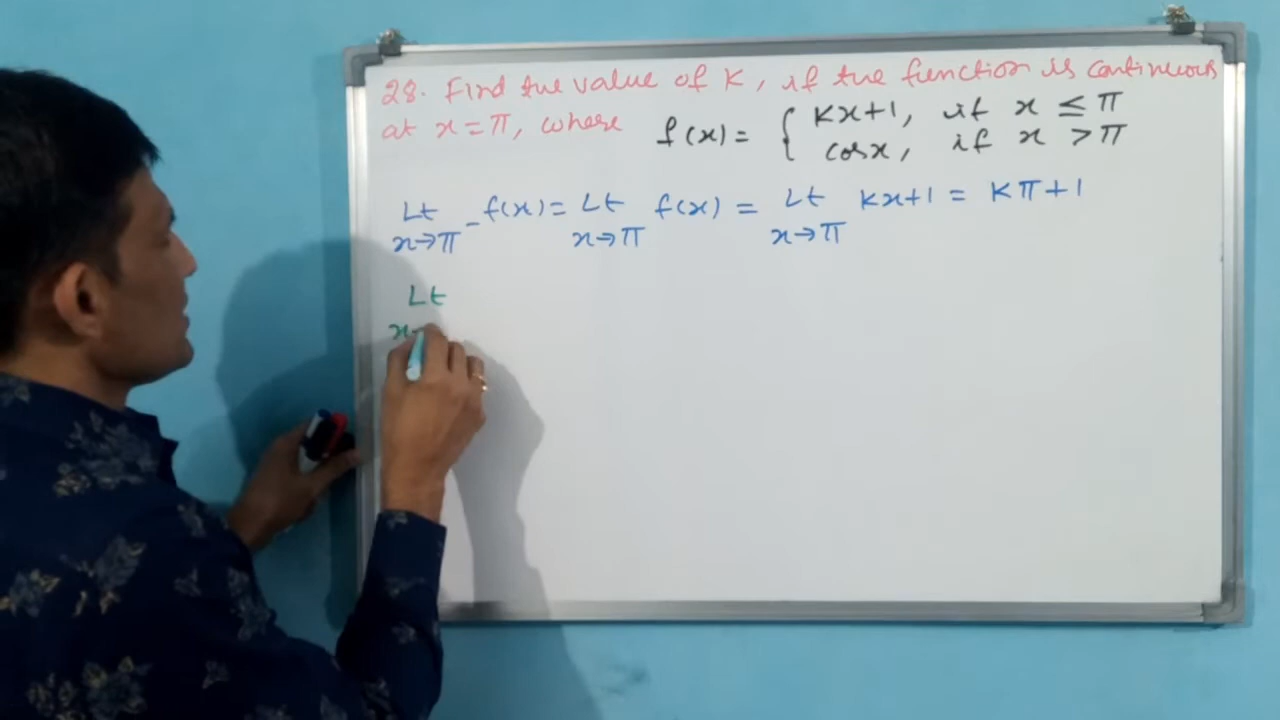 28. Find the value of K, if the function is continuous
at x = π, where f(x) = { Kx+1, if x ≤ π
cosx, if x > π
Lt x→π⁻ f(x) = Lt x→π f(x) = Lt x→π Kx+1 = Kπ+1
Lt
x→